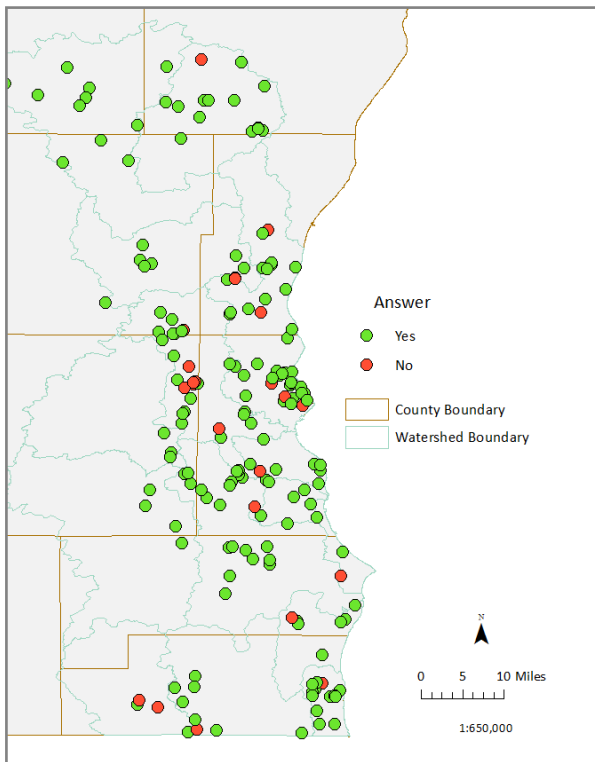 Answer
Yes
No
County Boundary
Watershed Boundary
N
0 5 10 Miles
1:650,000